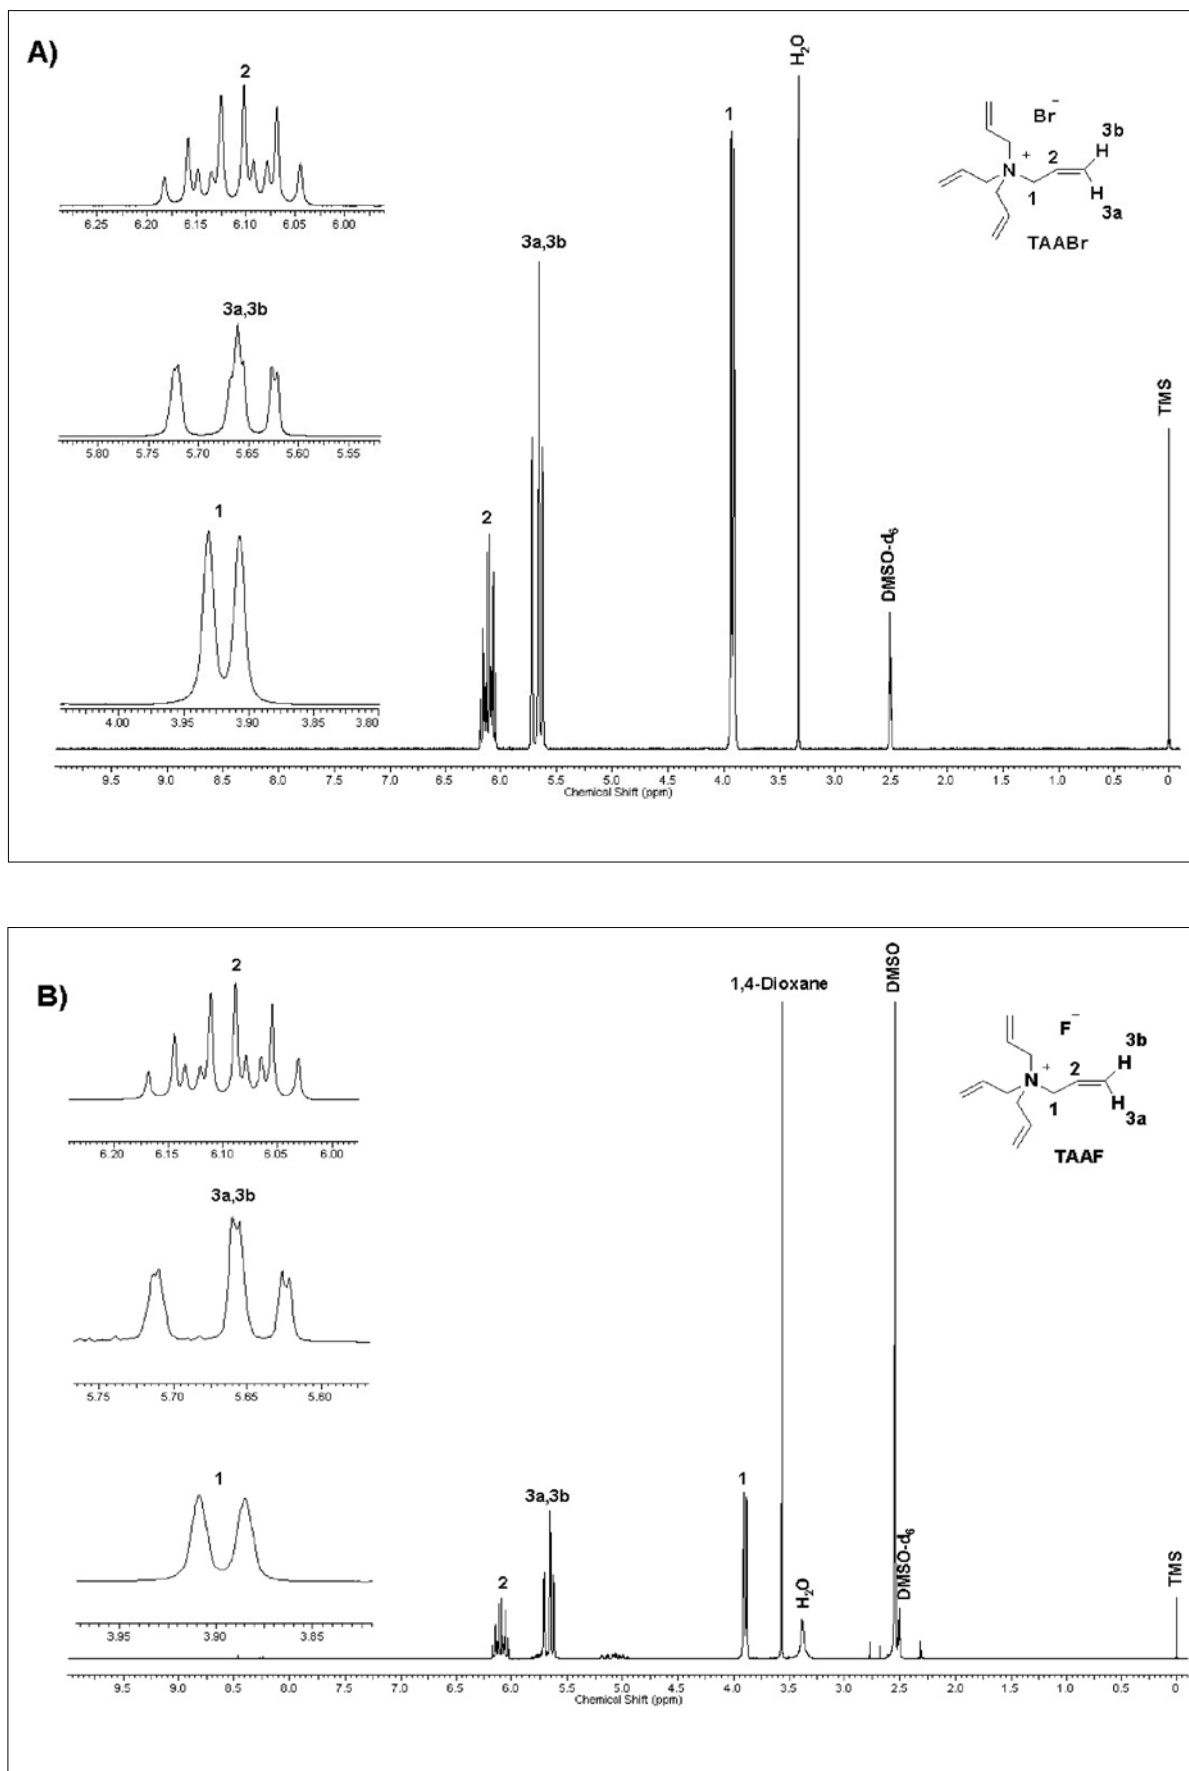 A)
2
6.25 6.20 6.15 6.10 6.05 6.00
3a,3b
5.80 5.75 5.70 5.65 5.60 5.55
1
4.00 3.95 3.90 3.85 3.80
2
3a,3b
1
H₂O
DMSO-d₆
TMS
Br⁻
3b
H
2
N⁺
1
H
3a
TAABr
9.5 9.0 8.5 8.0 7.5 7.0 6.5 6.0 5.5 5.0 4.5 4.0 3.5 3.0 2.5 2.0 1.5 1.0 0.5 0
Chemical Shift (ppm)
B)
2
6.20 6.15 6.10 6.05 6.00
3a,3b
5.75 5.70 5.65 5.60
1
3.95 3.90 3.85
2
3a,3b
1
1,4-Dioxane
H₂O
DMSO
DMSO-d₆
TMS
F⁻
3b
H
2
N⁺
1
H
3a
TAAF
9.5 9.0 8.5 8.0 7.5 7.0 6.5 6.0 5.5 5.0 4.5 4.0 3.5 3.0 2.5 2.0 1.5 1.0 0.5 0
Chemical Shift (ppm)